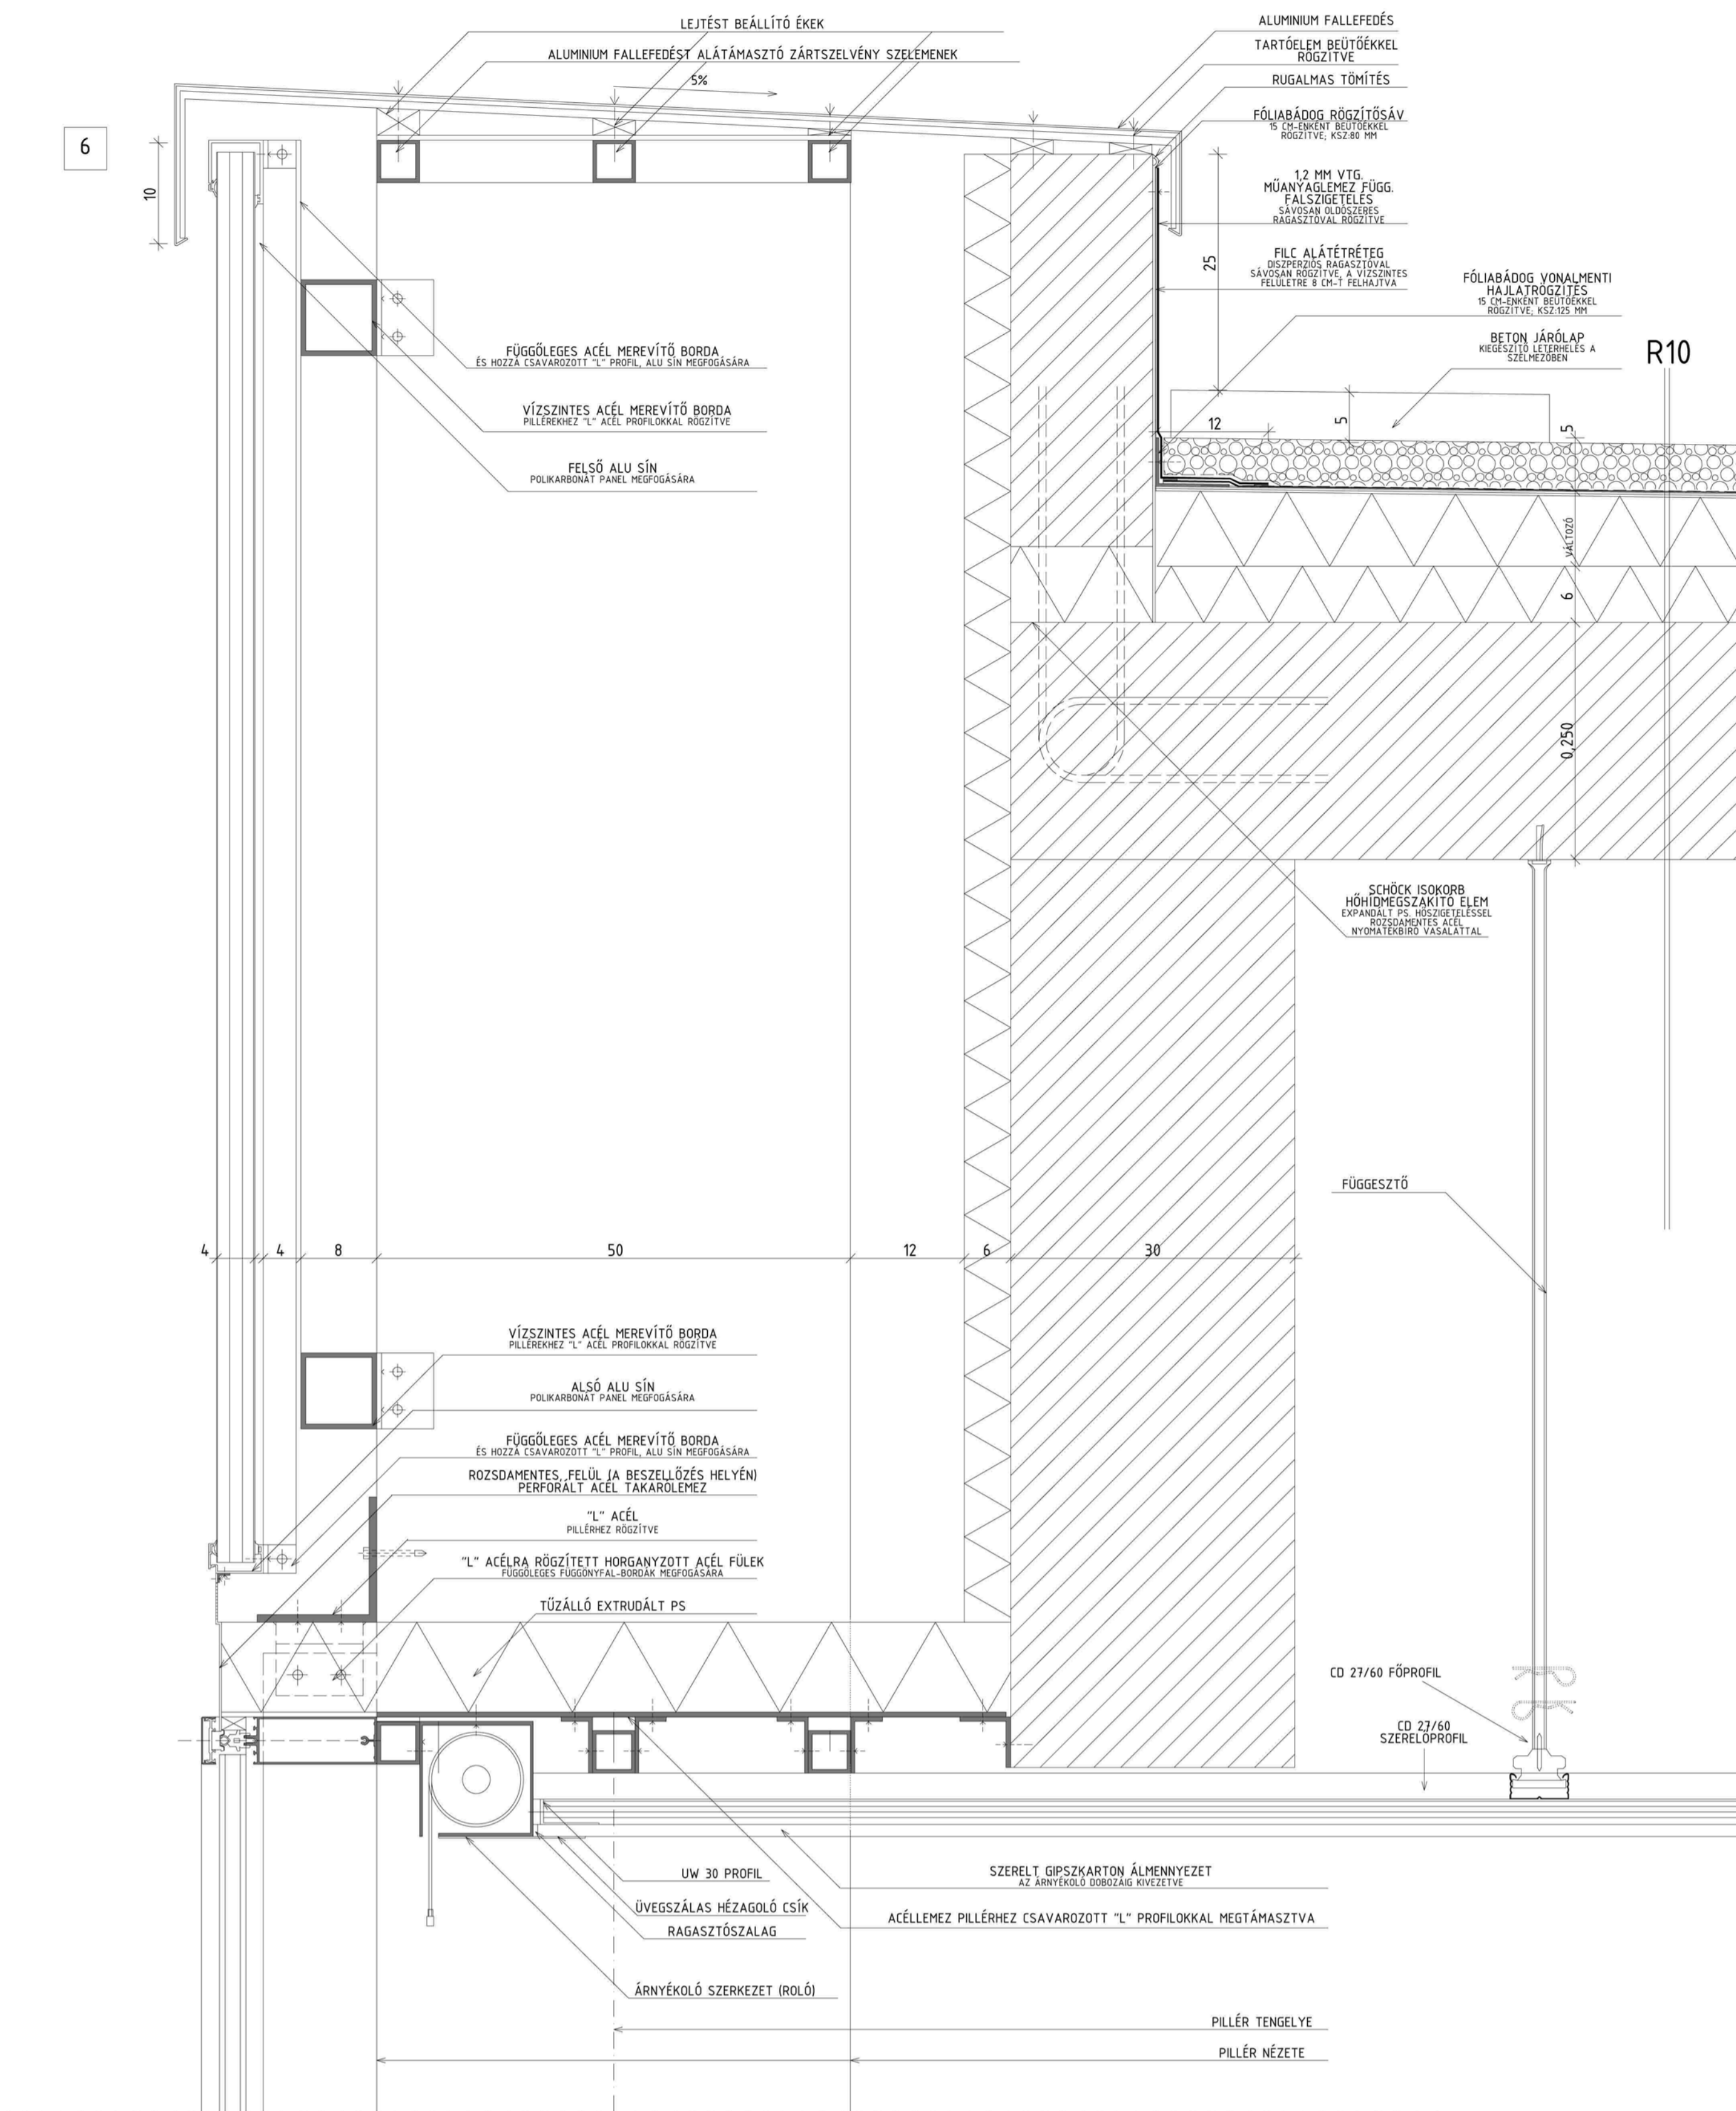 LEJTÉST BEÁLLÍTÓ ÉKEK
ALUMINIUM FALLEFEDÉST ALÁTÁMASZTÓ ZÁRTSZELVÉNY SZELEMENEK
5%
ALUMINIUM FALLEFEDÉS
TARTÓELEM BEÜTŐÉKKEL
RÖGZÍTVE
RUGALMAS TÖMÍTÉS
FÓLIABÁDOG RÖGZÍTŐSÁV
15 CM-ENKÉNT BEÜTŐÉKKEL
RÖGZÍTVE; KSZ:80 MM
1,2 MM VTG.
MŰANYAGLEMEZ FÜGG.
FALSZIGETELÉS
SÁVOSAN OLDÓSZERES
RAGASZTÓVAL RÖGZÍTVE
FILC ALÁTÉTRÉTEG
DISZPERZIÓS RAGASZTÓVAL
SÁVOSAN RÖGZÍTVE, A VÍZSZINTES
FELÜLETRE 8 CM-T FELHAJTVA
FÓLIABÁDOG VONALMENTI
HAJLATRÖGZÍTÉS
15 CM-ENKÉNT BEÜTŐÉKKEL
RÖGZÍTVE; KSZ:125 MM
BETON JÁRÓLAP
KIEGÉSZÍTŐ LETERHELÉS A
SZÉLMEZŐBEN
R10
6
10
25
12
5
5
VÁLTOZÓ
6
0,250
FÜGGŐLEGES ACÉL MEREVÍTŐ BORDA
ÉS HOZZÁ CSAVAROZOTT "L" PROFIL, ALU SÍN MEGFOGÁSÁRA
VÍZSZINTES ACÉL MEREVÍTŐ BORDA
PILLÉREKHEZ "L" ACÉL PROFILOKKAL RÖGZÍTVE
FELSŐ ALU SÍN
POLIKARBONÁT PANEL MEGFOGÁSÁRA
SCHÖCK ISOKORB
HŐHÍDMEGSZAKÍTÓ ELEM
EXPANDÁLT PS. HŐSZIGETELÉSSEL
ROZSDAMENTES ACÉL
NYOMATÉKBÍRÓ VASALATTAL
FÜGGESZTŐ
4
4
8
50
12
6
30
VÍZSZINTES ACÉL MEREVÍTŐ BORDA
PILLÉREKHEZ "L" ACÉL PROFILOKKAL RÖGZÍTVE
ALSÓ ALU SÍN
POLIKARBONÁT PANEL MEGFOGÁSÁRA
FÜGGŐLEGES ACÉL MEREVÍTŐ BORDA
ÉS HOZZÁ CSAVAROZOTT "L" PROFIL, ALU SÍN MEGFOGÁSÁRA
ROZSDAMENTES, FELÜL (A BESZELLŐZÉS HELYÉN)
PERFORÁLT ACÉL TAKARÓLEMEZ
"L" ACÉL
PILLÉRHEZ RÖGZÍTVE
"L" ACÉLRA RÖGZÍTETT HORGANYZOTT ACÉL FÜLEK
FÜGGŐLEGES FÜGGÖNYFAL-BORDÁK MEGFOGÁSÁRA
TŰZÁLLÓ EXTRUDÁLT PS
CD 27/60 FŐPROFIL
CD 27/60
SZERELŐPROFIL
UW 30 PROFIL
ÜVEGSZÁLAS HÉZAGOLÓ CSÍK
RAGASZTÓSZALAG
SZERELT GIPSZKARTON ÁLMENNYEZET
AZ ÁRNYÉKOLÓ DOBOZÁIG KIVEZETVE
ACÉLLEMEZ PILLÉRHEZ CSAVAROZOTT "L" PROFILOKKAL MEGTÁMASZTVA
ÁRNYÉKOLÓ SZERKEZET (ROLÓ)
PILLÉR TENGELYE
PILLÉR NÉZETE